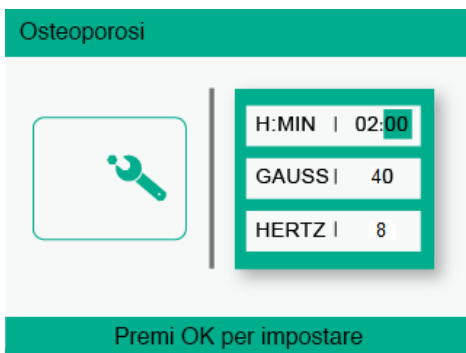 Osteoporosi
H:MIN | 02:00
GAUSS | 40
HERTZ | 8
Premi OK per impostare